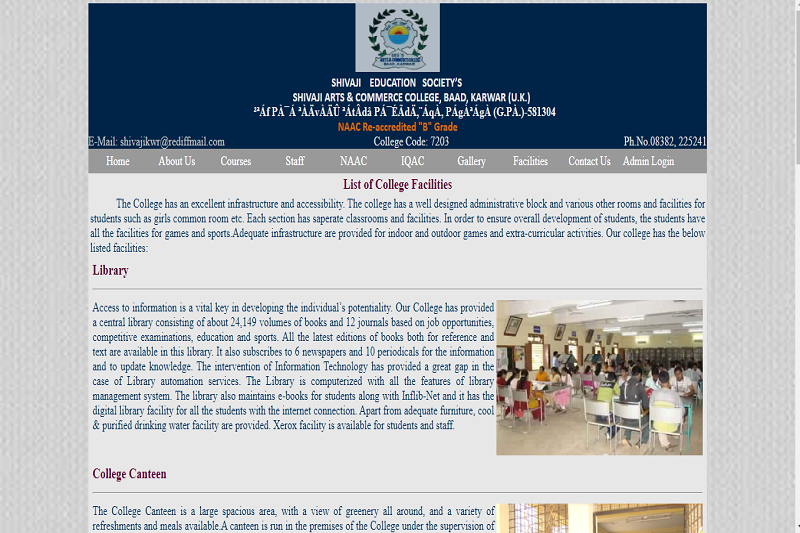 SHIVAJI EDUCATION SOCIETY'S
SHIVAJI ARTS & COMMERCE COLLEGE, BAAD, KARWAR (U.K.)
²ªÁf PÀ¯Á ªÀÄvÀÄÛ ªÁtÂdå PÁ¯ÉÃdÄ,¨ÁqÀ, PÁgÀªÁgÀ (G.PÀ.)-581304
NAAC Re-accredited "B" Grade
E-Mail: shivajikwr@rediffmail.com College Code: 7203 Ph.No.08382, 225241
Home About Us Courses Staff NAAC IQAC Gallery Facilities Contact Us Admin Login
List of College Facilities
The College has an excellent infrastructure and accessibility. The college has a well designed administrative block and various other rooms and facilities for
students such as girls common room etc. Each section has saperate classrooms and facilities. In order to ensure overall development of students, the students have
all the facilities for games and sports.Adequate infrastructure are provided for indoor and outdoor games and extra-curricular activities. Our college has the below
listed facilities:
Library
Access to information is a vital key in developing the individual's potentiality. Our College has provided
a central library consisting of about 24,149 volumes of books and 12 journals based on job opportunities,
competitive examinations, education and sports. All the latest editions of books both for reference and
text are available in this library. It also subscribes to 6 newspapers and 10 periodicals for the information
and to update knowledge. The intervention of Information Technology has provided a great gap in the
case of Library automation services. The Library is computerized with all the features of library
management system. The library also maintains e-books for students along with Inflib-Net and it has the
digital library facility for all the students with the internet connection. Apart from adequate furniture, cool
& purified drinking water facility are provided. Xerox facility is available for students and staff.
College Canteen
The College Canteen is a large spacious area, with a view of greenery all around, and a variety of
refreshments and meals available.A canteen is run in the premises of the College under the supervision of